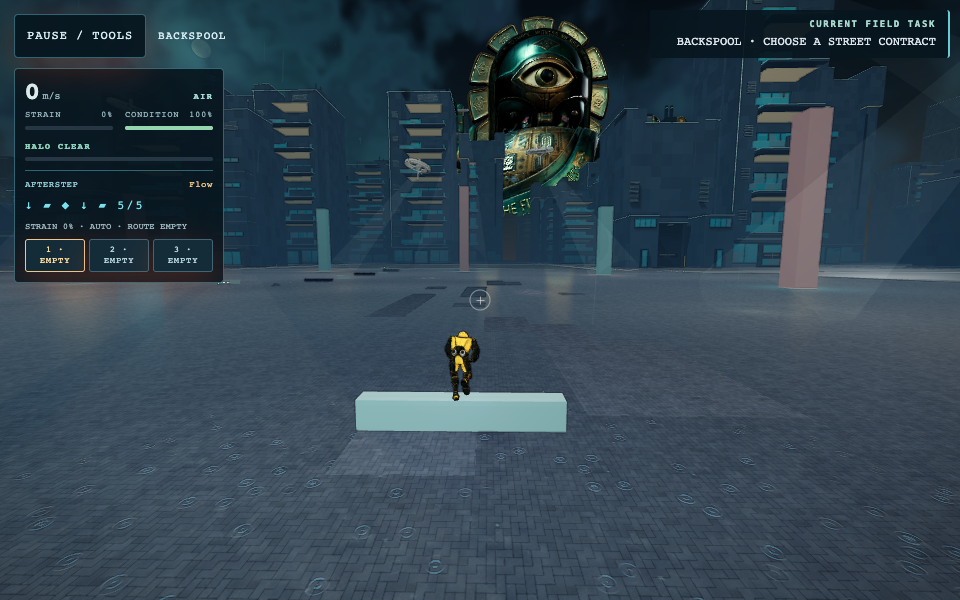 PAUSE / TOOLS
BACKSPOOL
CURRENT FIELD TASK
BACKSPOOL · CHOOSE A STREET CONTRACT
0 m/s
AIR
STRAIN 0%
CONDITION 100%
HALO CLEAR
AFTERSTEP
Flow
5/5
STRAIN 0% · AUTO · ROUTE EMPTY
1 · EMPTY
2 · EMPTY
3 · EMPTY